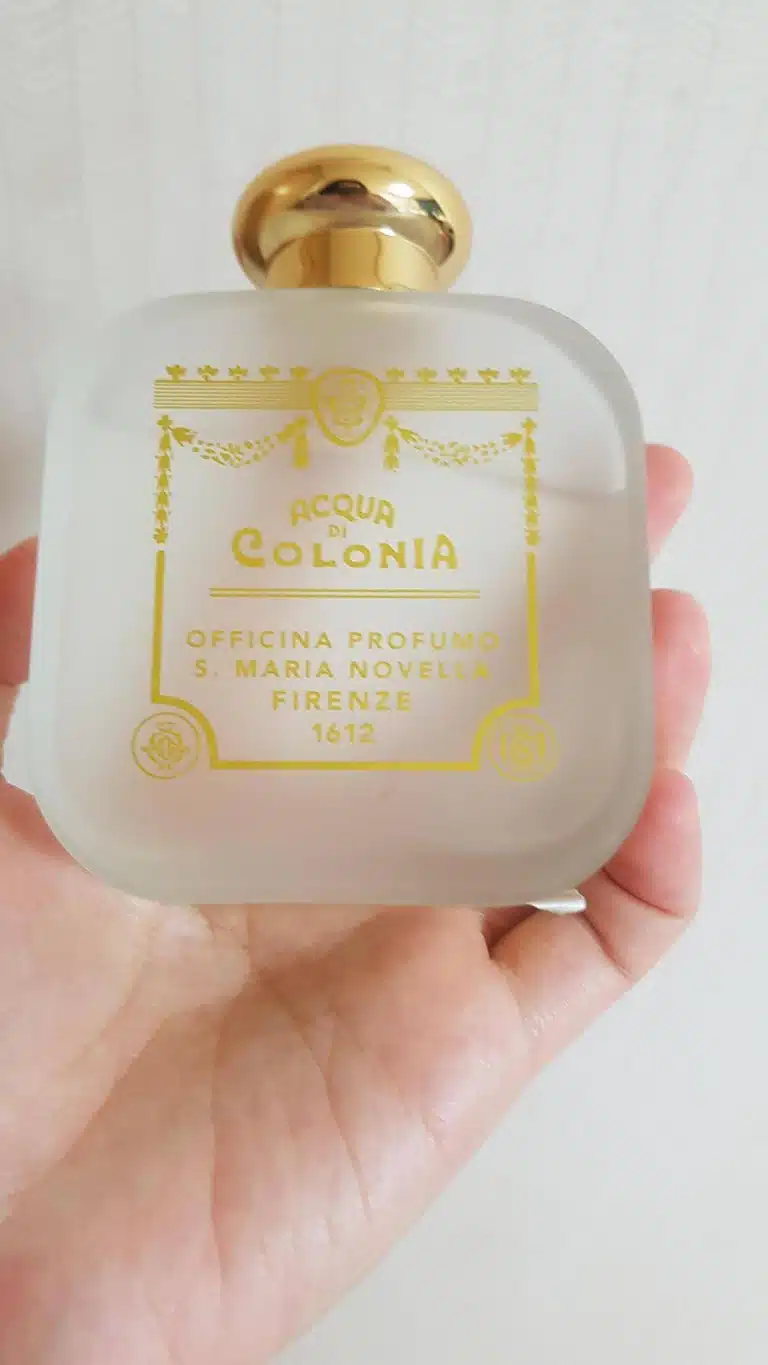 ACQUA
DI
COLONIA
OFFICINA PROFUMO
S. MARIA NOVELLA
FIRENZE
1612